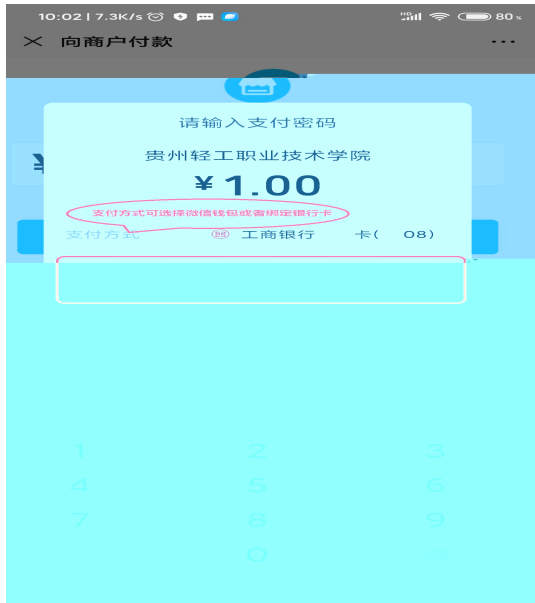 10:02 | 7.3K/s 80%
向商户付款 ...
¥
请输入支付密码
贵州轻工职业技术学院
¥1.00
支付方式可选择微信钱包或者绑定银行卡
支付方式 工商银行 卡( 08)
1 2 3
4 5 6
7 8 9
0